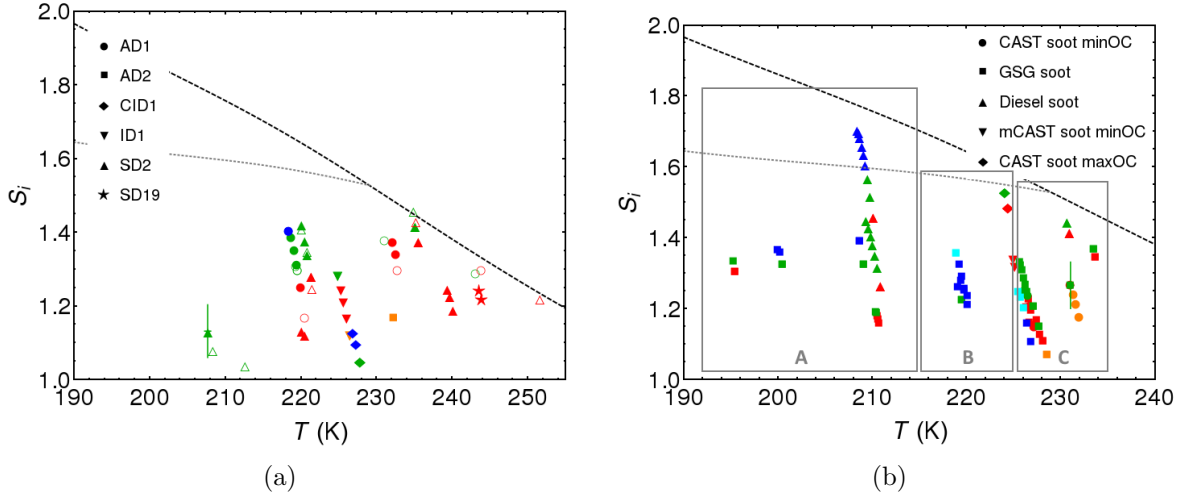 2.0
1.8
1.6
1.4
1.2
1.0
S_i
AD1
AD2
CID1
ID1
SD2
SD19
190 200 210 220 230 240 250
T (K)
(a)
2.0
1.8
1.6
1.4
1.2
1.0
S_i
CAST soot minOC
GSG soot
Diesel soot
mCAST soot minOC
CAST soot maxOC
A
B
C
190 200 210 220 230 240
T (K)
(b)